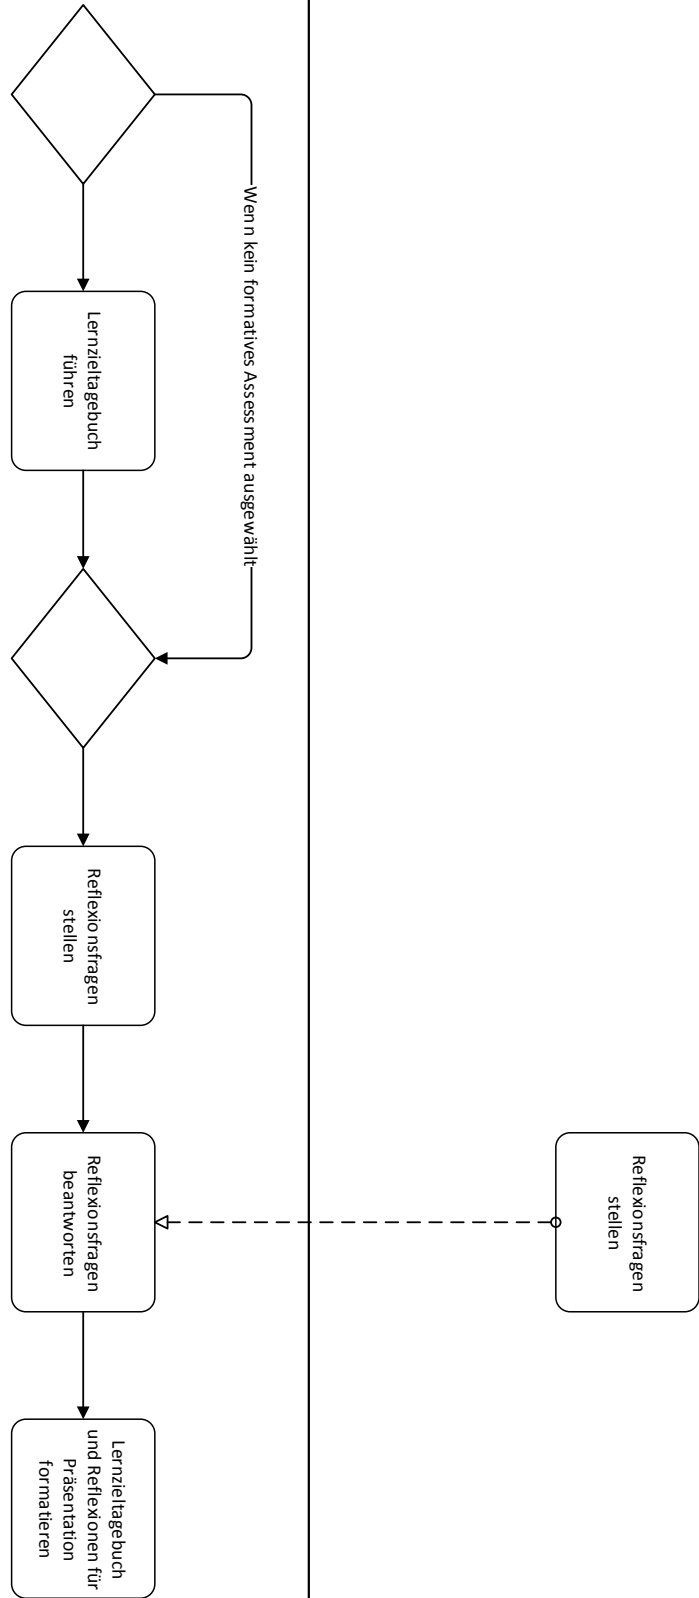 Wenn kein formatives Assessment ausgewählt
Lernzieltagebuch
führen
Reflexionsfragen
stellen
Reflexionsfragen
stellen
Reflexionsfragen
beantworten
Lernzieltagebuch
und Reflexionen für
Präsentation
formatieren